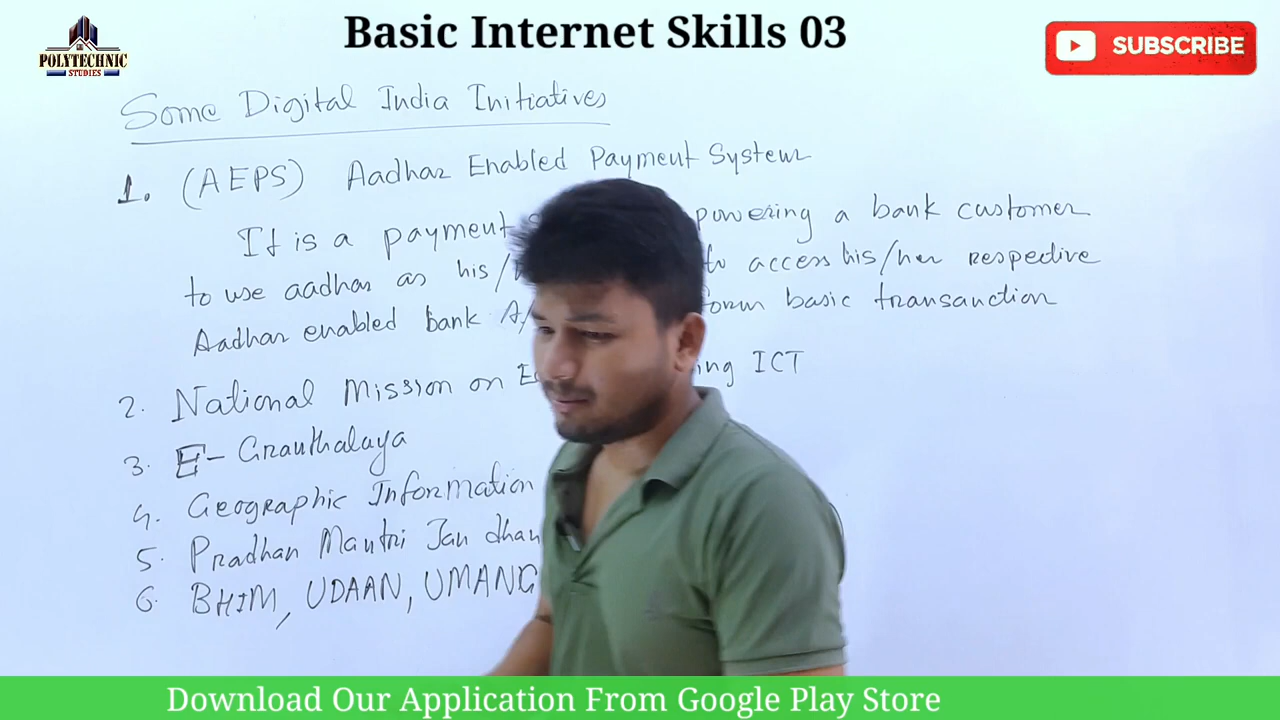 Basic Internet Skills 03
POLYTECHNIC
STUDIES
SUBSCRIBE
Some Digital India Initiatives
1. (AEPS) Aadhar Enabled Payment System
It is a payment powering a bank customer
to use aadhar as his/ to access his/her respective
Aadhar enabled bank A/ basic transanction
2. National Mission on ICT
3. E-Granthalaya
4. Geographic Information
5. Pradhan Mantri Jan dhan
6. BHIM, UDAAN, UMANG
Download Our Application From Google Play Store